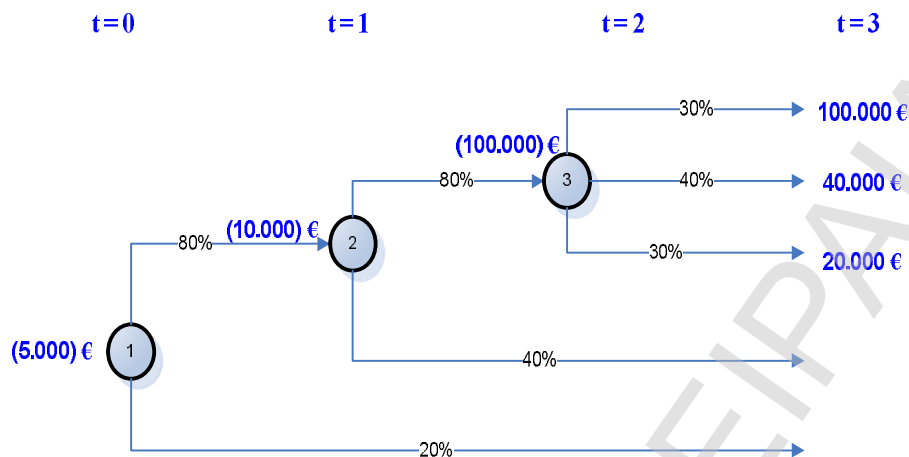 t=0 t=1 t=2 t=3
30% 100.000 €
(100.000) €
80% 3 40% 40.000 €
(10.000) €
80% 2 30% 20.000 €
(5.000) € 1
40%
20%